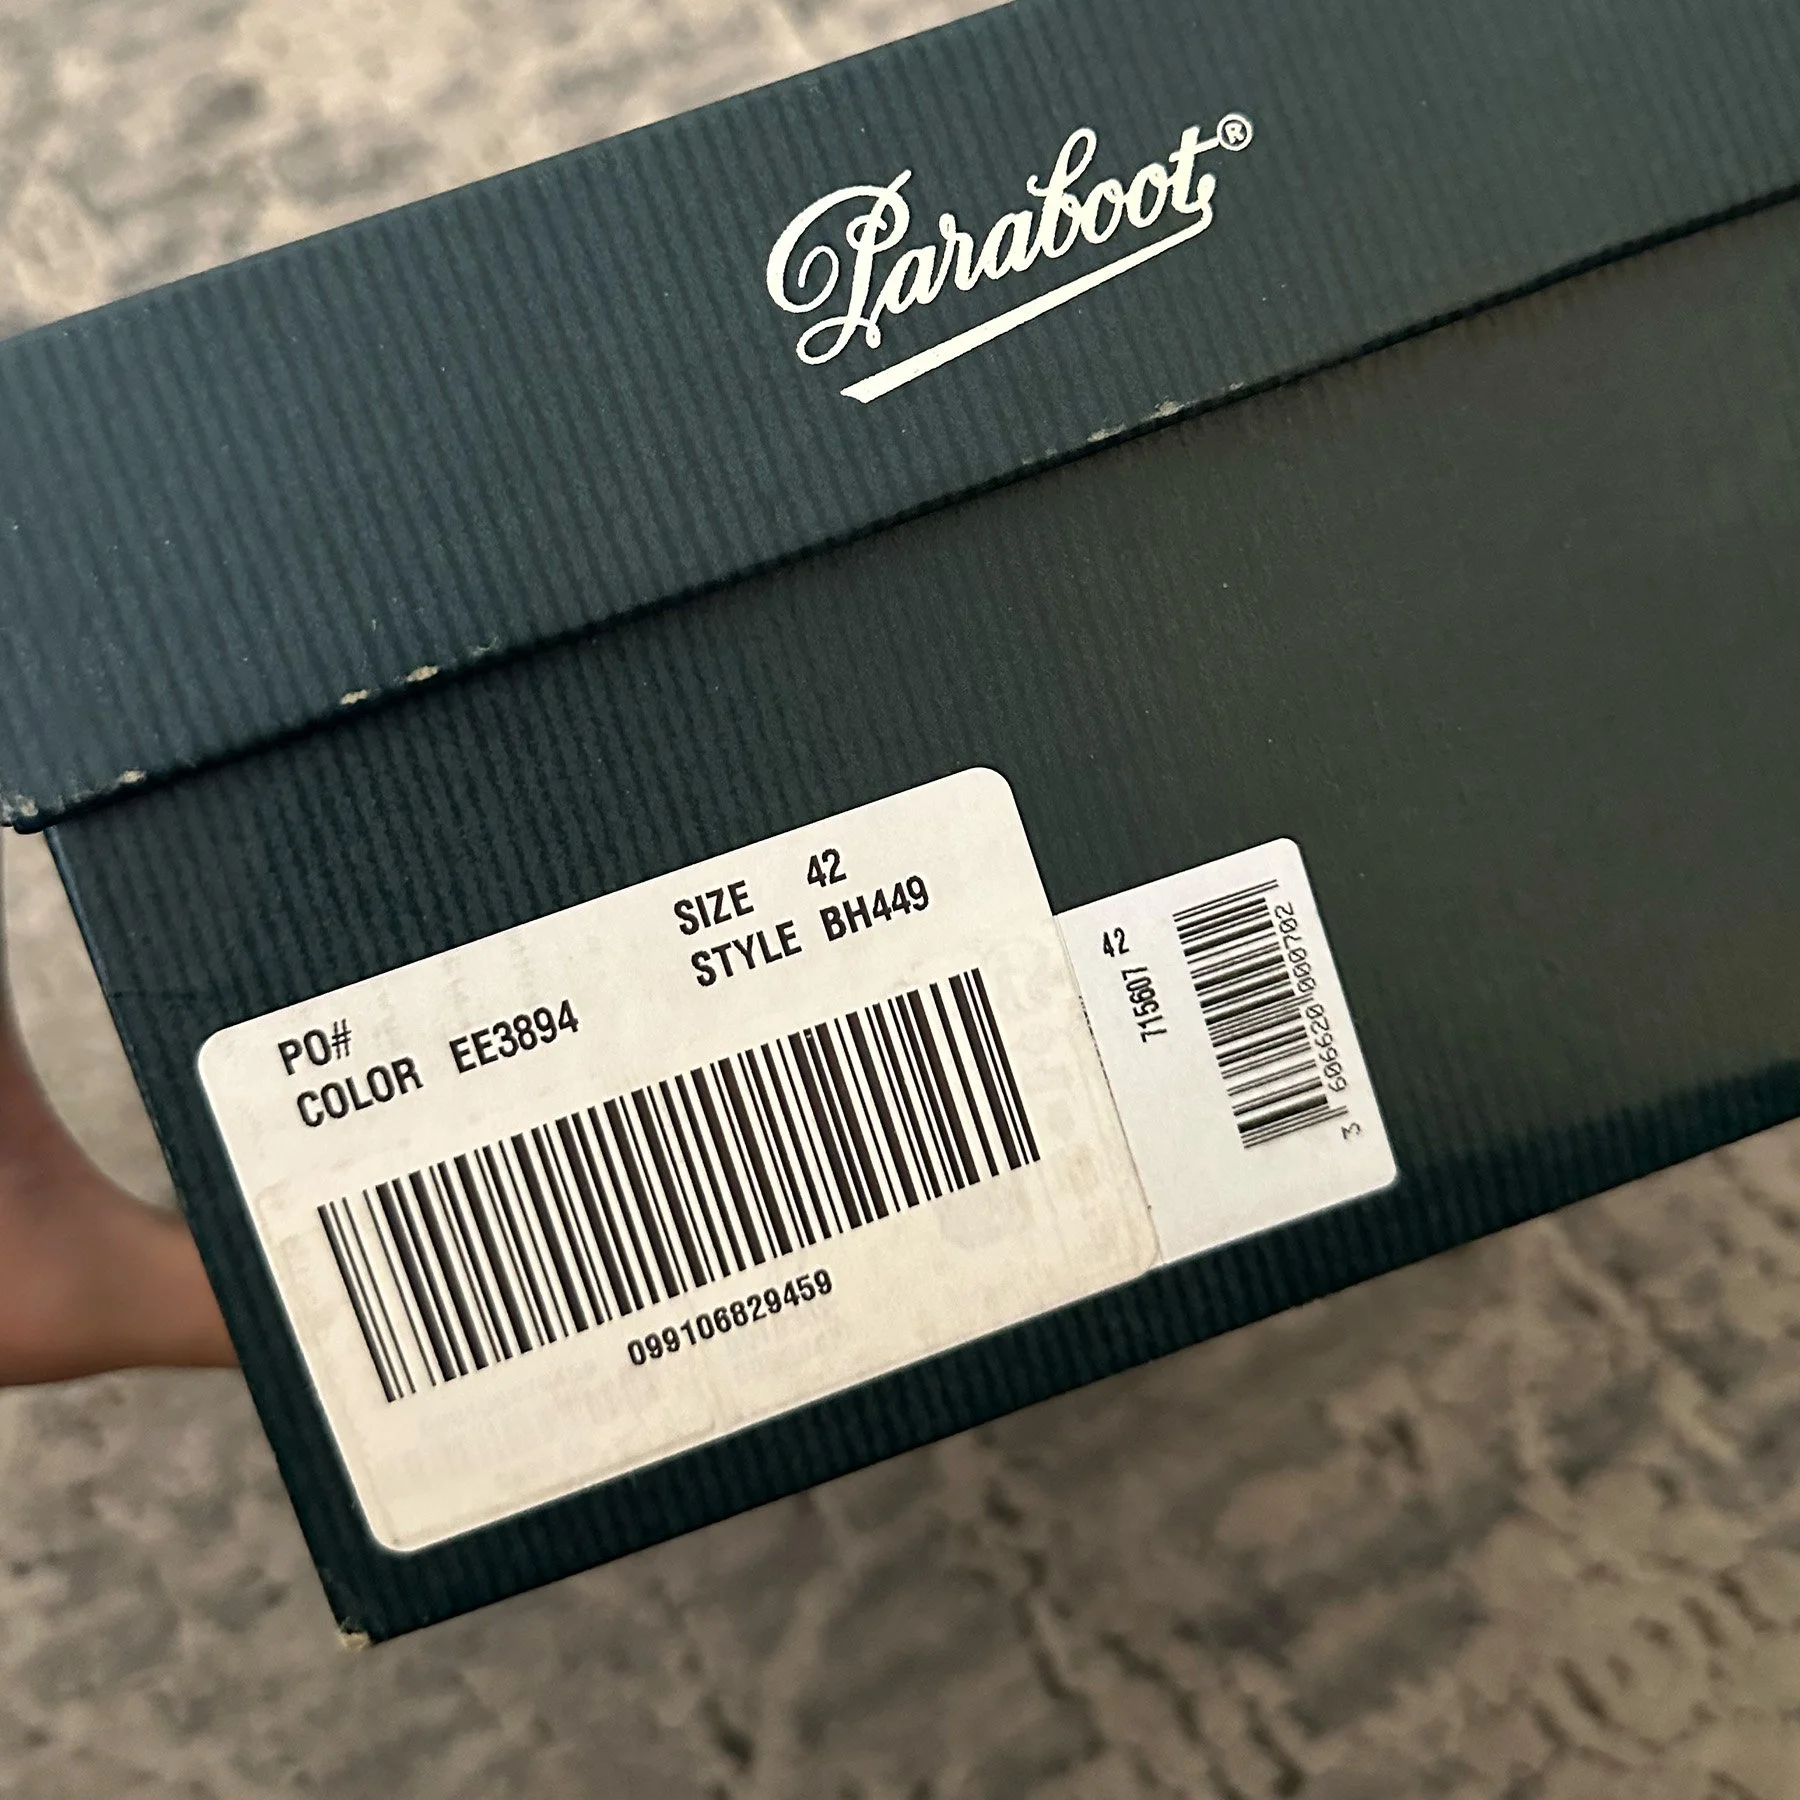 Paraboot®
SIZE 42
STYLE BH449
PO#
COLOR EE3894
099106829459
715607 42
3 606620 000702